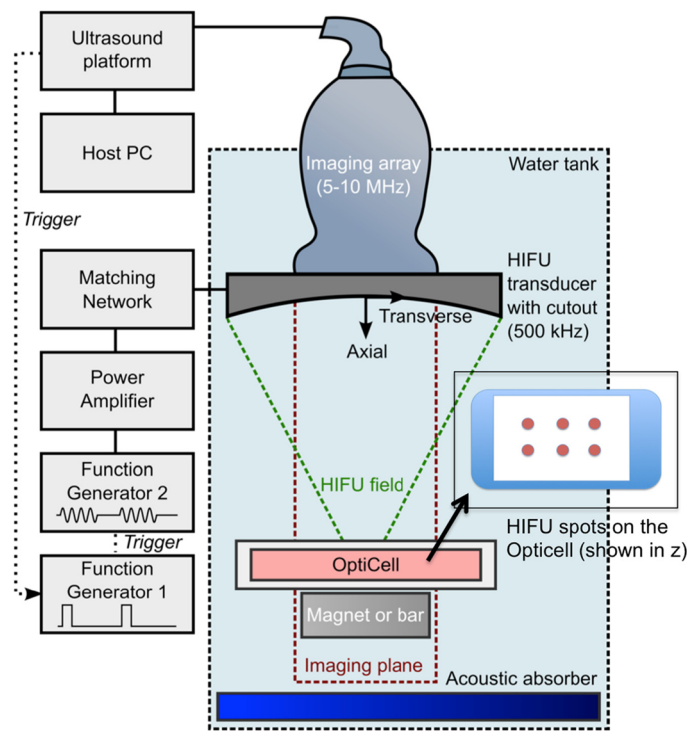 Ultrasound
platform
Host PC
Trigger
Matching
Network
Power
Amplifier
Function
Generator 2
Trigger
Function
Generator 1
Imaging array
(5-10 MHz)
Water tank
HIFU
transducer
with cutout
(500 kHz)
Transverse
Axial
HIFU field
HIFU spots on the
Opticell (shown in z)
OptiCell
Magnet or bar
Imaging plane
Acoustic absorber